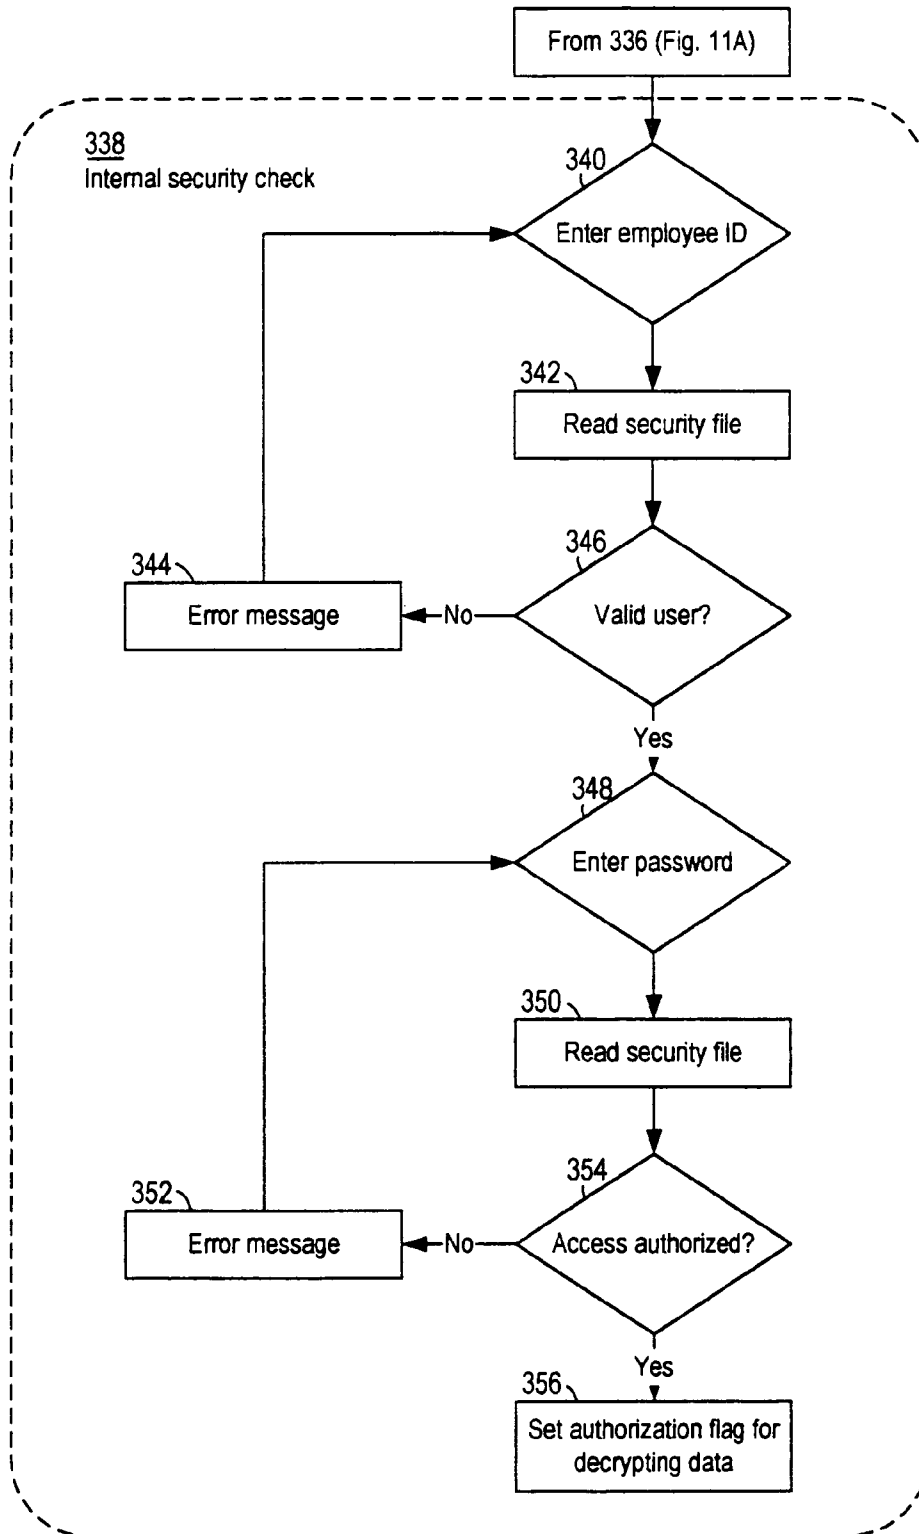 From 336 (Fig. 11A)
338
Internal security check
340
Enter employee ID
342
Read security file
346
344
Error message
No
Valid user?
Yes
348
Enter password
350
Read security file
354
352
Error message
No
Access authorized?
Yes
356
Set authorization flag for
decrypting data